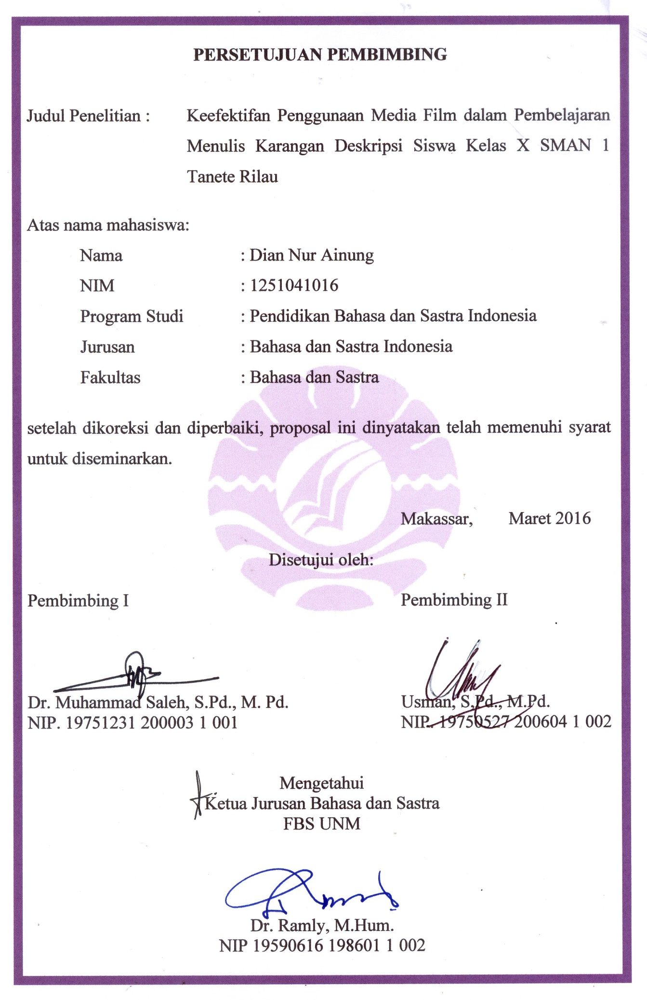 PERSETUJUAN PEMBIMBING
Judul Penelitian : Keefektifan Penggunaan Media Film dalam Pembelajaran
Menulis Karangan Deskripsi Siswa Kelas X SMAN 1
Tanete Rilau
Atas nama mahasiswa:
Nama : Dian Nur Ainung
NIM : 1251041016
Program Studi : Pendidikan Bahasa dan Sastra Indonesia
Jurusan : Bahasa dan Sastra Indonesia
Fakultas : Bahasa dan Sastra
setelah dikoreksi dan diperbaiki, proposal ini dinyatakan telah memenuhi syarat
untuk diseminarkan.
Makassar, Maret 2016
Disetujui oleh:
Pembimbing I Pembimbing II
Dr. Muhammad Saleh, S.Pd., M. Pd. Usman, S.Pd., M.Pd.
NIP. 19751231 200003 1 001 NIP. 19750527 200604 1 002
Mengetahui
Ketua Jurusan Bahasa dan Sastra
FBS UNM
Dr. Ramly, M.Hum.
NIP 19590616 198601 1 002